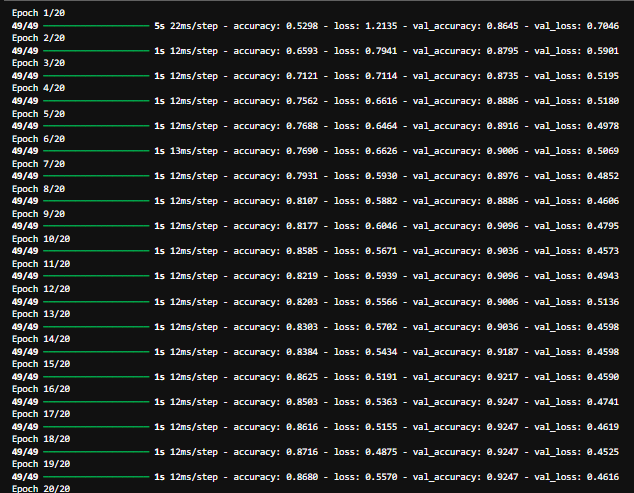 Epoch 1/20
49/49 ━━━━━━━━━━━━━━━━━━━━ 5s 22ms/step - accuracy: 0.5298 - loss: 1.2135 - val_accuracy: 0.8645 - val_loss: 0.7046
Epoch 2/20
49/49 ━━━━━━━━━━━━━━━━━━━━ 1s 12ms/step - accuracy: 0.6593 - loss: 0.7941 - val_accuracy: 0.8795 - val_loss: 0.5901
Epoch 3/20
49/49 ━━━━━━━━━━━━━━━━━━━━ 1s 12ms/step - accuracy: 0.7121 - loss: 0.7114 - val_accuracy: 0.8735 - val_loss: 0.5195
Epoch 4/20
49/49 ━━━━━━━━━━━━━━━━━━━━ 1s 12ms/step - accuracy: 0.7562 - loss: 0.6616 - val_accuracy: 0.8886 - val_loss: 0.5180
Epoch 5/20
49/49 ━━━━━━━━━━━━━━━━━━━━ 1s 12ms/step - accuracy: 0.7688 - loss: 0.6464 - val_accuracy: 0.8916 - val_loss: 0.4978
Epoch 6/20
49/49 ━━━━━━━━━━━━━━━━━━━━ 1s 13ms/step - accuracy: 0.7690 - loss: 0.6626 - val_accuracy: 0.9006 - val_loss: 0.5069
Epoch 7/20
49/49 ━━━━━━━━━━━━━━━━━━━━ 1s 12ms/step - accuracy: 0.7931 - loss: 0.5930 - val_accuracy: 0.8976 - val_loss: 0.4852
Epoch 8/20
49/49 ━━━━━━━━━━━━━━━━━━━━ 1s 12ms/step - accuracy: 0.8107 - loss: 0.5882 - val_accuracy: 0.8886 - val_loss: 0.4606
Epoch 9/20
49/49 ━━━━━━━━━━━━━━━━━━━━ 1s 12ms/step - accuracy: 0.8177 - loss: 0.6046 - val_accuracy: 0.9096 - val_loss: 0.4795
Epoch 10/20
49/49 ━━━━━━━━━━━━━━━━━━━━ 1s 12ms/step - accuracy: 0.8585 - loss: 0.5671 - val_accuracy: 0.9036 - val_loss: 0.4573
Epoch 11/20
49/49 ━━━━━━━━━━━━━━━━━━━━ 1s 12ms/step - accuracy: 0.8219 - loss: 0.5939 - val_accuracy: 0.9096 - val_loss: 0.4943
Epoch 12/20
49/49 ━━━━━━━━━━━━━━━━━━━━ 1s 12ms/step - accuracy: 0.8203 - loss: 0.5566 - val_accuracy: 0.9006 - val_loss: 0.5136
Epoch 13/20
49/49 ━━━━━━━━━━━━━━━━━━━━ 1s 12ms/step - accuracy: 0.8303 - loss: 0.5702 - val_accuracy: 0.9036 - val_loss: 0.4598
Epoch 14/20
49/49 ━━━━━━━━━━━━━━━━━━━━ 1s 12ms/step - accuracy: 0.8384 - loss: 0.5434 - val_accuracy: 0.9187 - val_loss: 0.4598
Epoch 15/20
49/49 ━━━━━━━━━━━━━━━━━━━━ 1s 12ms/step - accuracy: 0.8625 - loss: 0.5191 - val_accuracy: 0.9217 - val_loss: 0.4590
Epoch 16/20
49/49 ━━━━━━━━━━━━━━━━━━━━ 1s 12ms/step - accuracy: 0.8503 - loss: 0.5363 - val_accuracy: 0.9247 - val_loss: 0.4741
Epoch 17/20
49/49 ━━━━━━━━━━━━━━━━━━━━ 1s 12ms/step - accuracy: 0.8616 - loss: 0.5155 - val_accuracy: 0.9247 - val_loss: 0.4619
Epoch 18/20
49/49 ━━━━━━━━━━━━━━━━━━━━ 1s 12ms/step - accuracy: 0.8716 - loss: 0.4875 - val_accuracy: 0.9247 - val_loss: 0.4525
Epoch 19/20
49/49 ━━━━━━━━━━━━━━━━━━━━ 1s 12ms/step - accuracy: 0.8680 - loss: 0.5570 - val_accuracy: 0.9247 - val_loss: 0.4616
Epoch 20/20